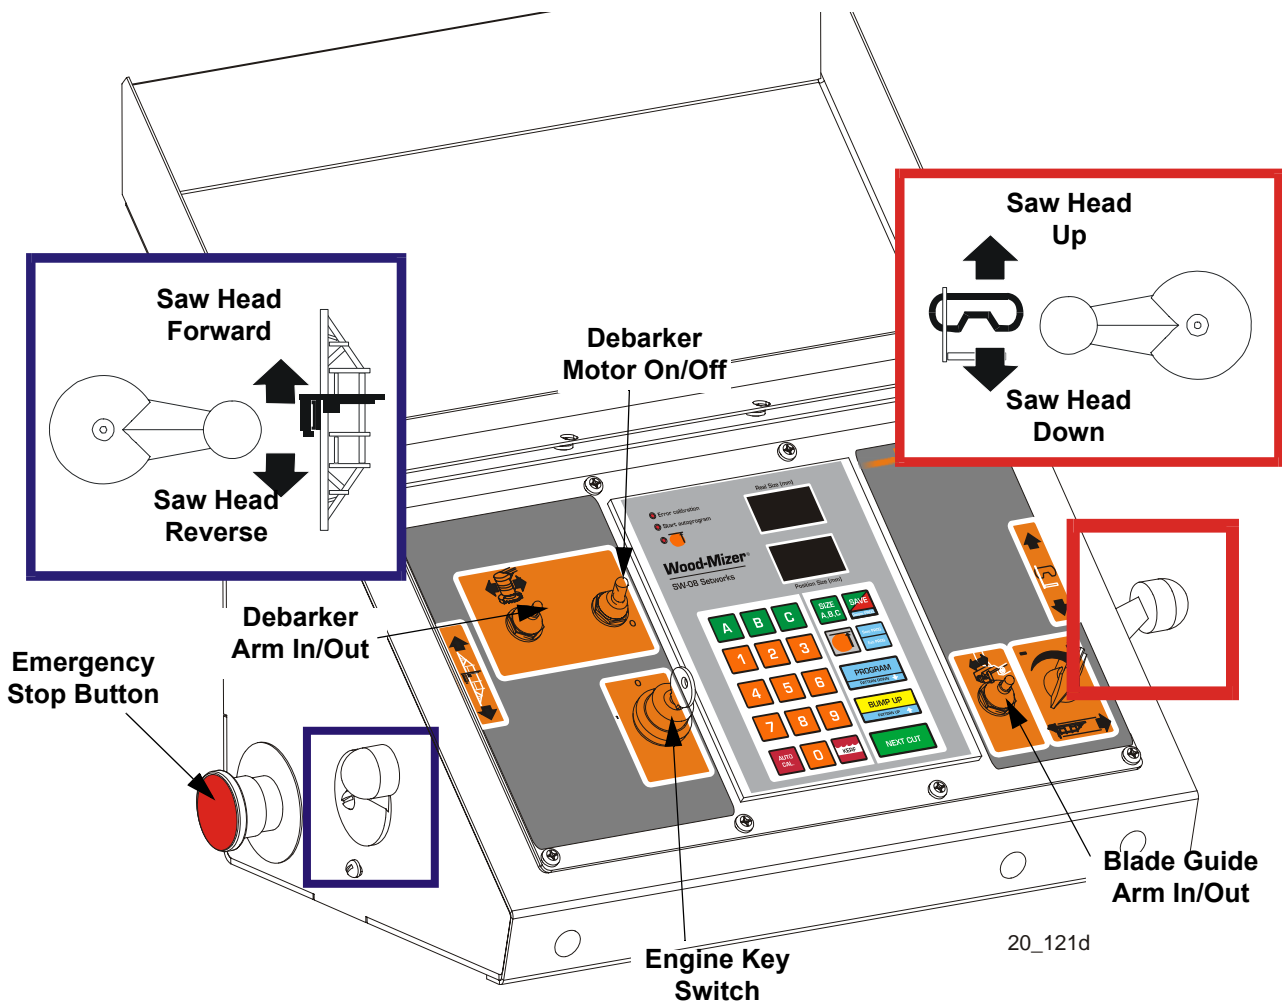 Saw Head
Up
Saw Head
Down
Saw Head
Forward
Saw Head
Reverse
Debarker
Motor On/Off
Debarker
Arm In/Out
Emergency
Stop Button
Real Size (mm)
Error calibration
Start autoprogram
Wood-Mizer®
SW-08 Setworks
Position Size (mm)
A B C
SIZE
A,B,C
SAVE
1 2 3
4 5 6
7 8 9
AUTO
CAL.
0
KERF
PROGRAM
BUMP UP
NEXT CUT
Blade Guide
Arm In/Out
20_121d
Engine Key
Switch